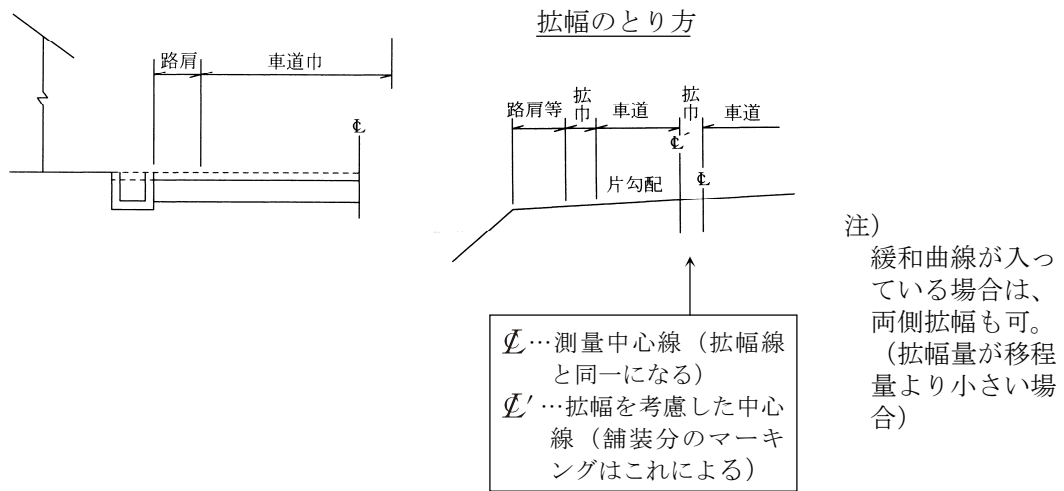 拡幅のとり方
路肩
車道巾
℄
路肩等
拡巾
車道
拡巾
車道
℄′
℄
片勾配
℄…測量中心線（拡幅線
と同一になる）
℄′…拡幅を考慮した中心
線（舗装分のマーキ
ングはこれによる）
注）
緩和曲線が入っ
ている場合は、
両側拡幅も可。
（拡幅量が移程
量より小さい場
合）